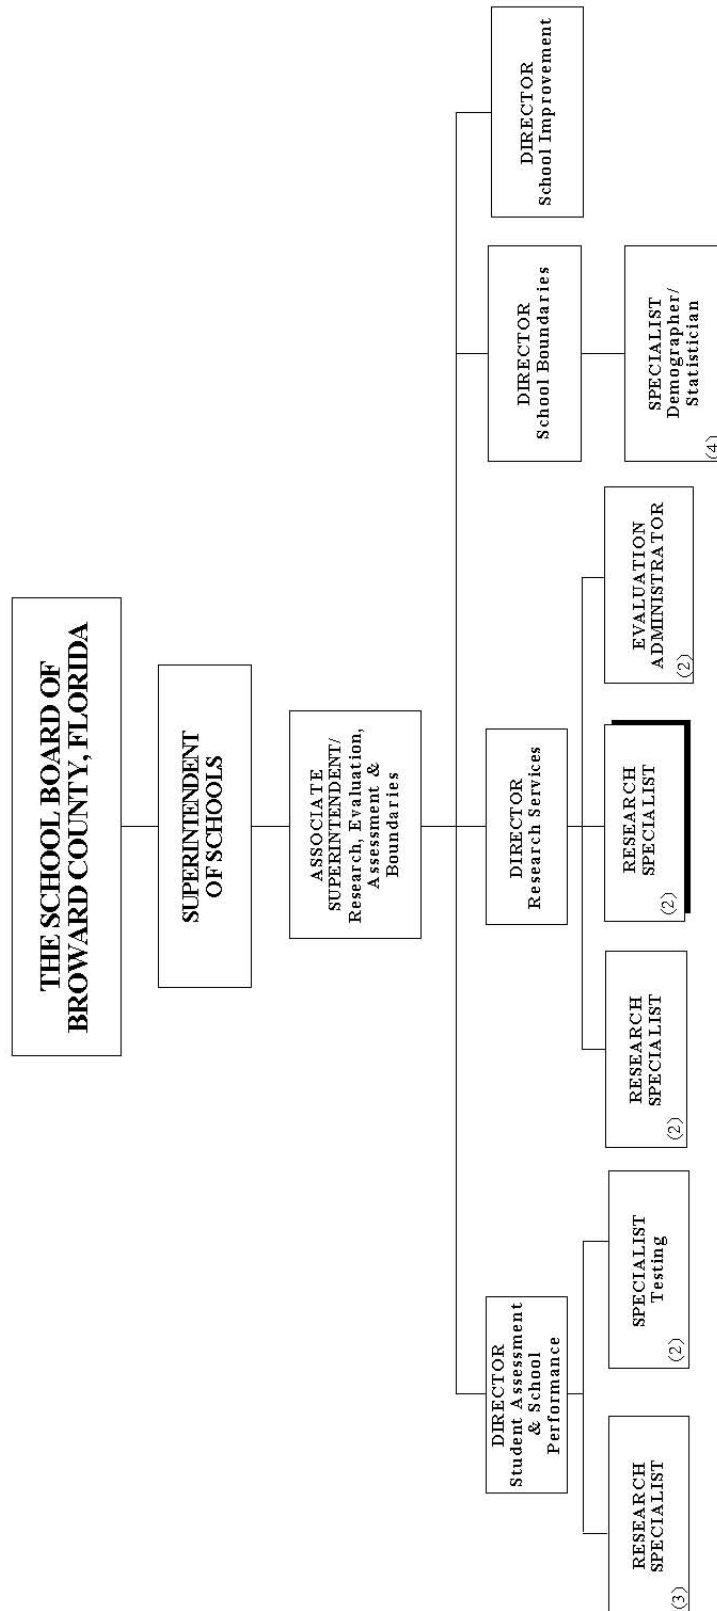 THE SCHOOL BOARD OF
BROWARD COUNTY, FLORIDA
SUPERINTENDENT
OF SCHOOLS
ASSOCIATE
SUPERINTENDENT/
Research, Evaluation,
Assessment &
Boundaries
DIRECTOR
Student Assessment
& School
Performance
DIRECTOR
Research Services
DIRECTOR
School Boundaries
DIRECTOR
School Improvement
RESEARCH
SPECIALIST
(3)
SPECIALIST
Testing
(2)
RESEARCH
SPECIALIST
(2)
RESEARCH
SPECIALIST
(2)
EVALUATION
ADMINISTRATOR
(2)
SPECIALIST
Demographer/
Statistician
(4)